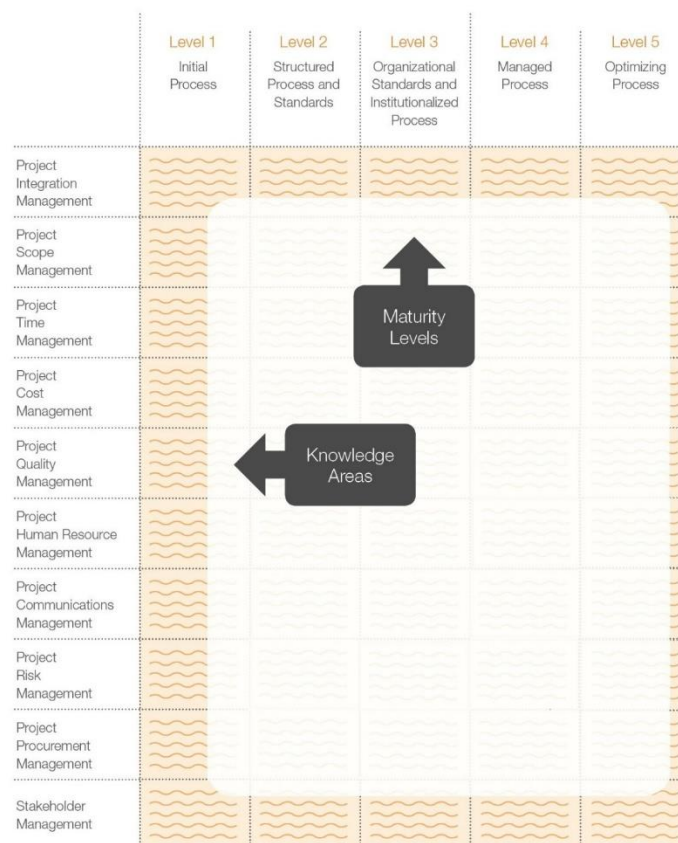 Level 1
Initial
Process
Level 2
Structured
Process and
Standards
Level 3
Organizational
Standards and
Institutionalized
Process
Level 4
Managed
Process
Level 5
Optimizing
Process
Project
Integration
Management
Project
Scope
Management
Project
Time
Management
Project
Cost
Management
Project
Quality
Management
Project
Human Resource
Management
Project
Communications
Management
Project
Risk
Management
Project
Procurement
Management
Stakeholder
Management
Maturity
Levels
Knowledge
Areas